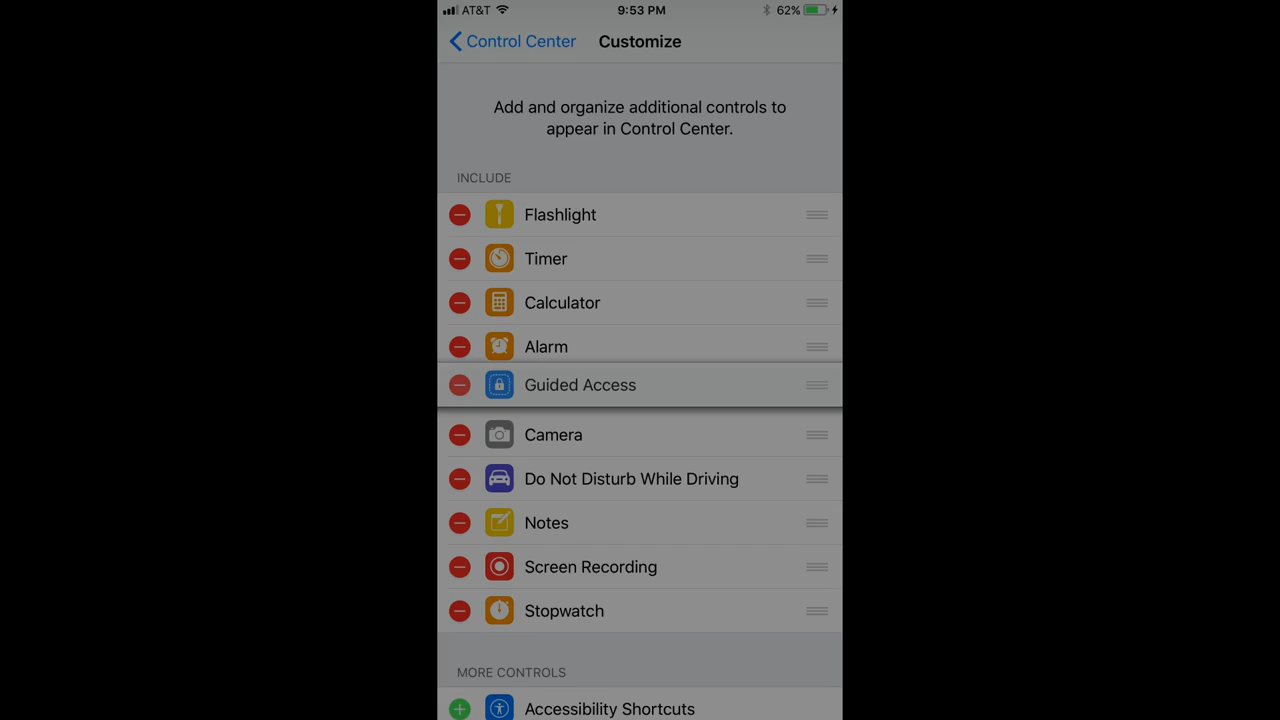 AT&T 9:53 PM 62%
Control Center Customize
Add and organize additional controls to
appear in Control Center.
INCLUDE
Flashlight
Timer
Calculator
Alarm
Guided Access
Camera
Do Not Disturb While Driving
Notes
Screen Recording
Stopwatch
MORE CONTROLS
Accessibility Shortcuts